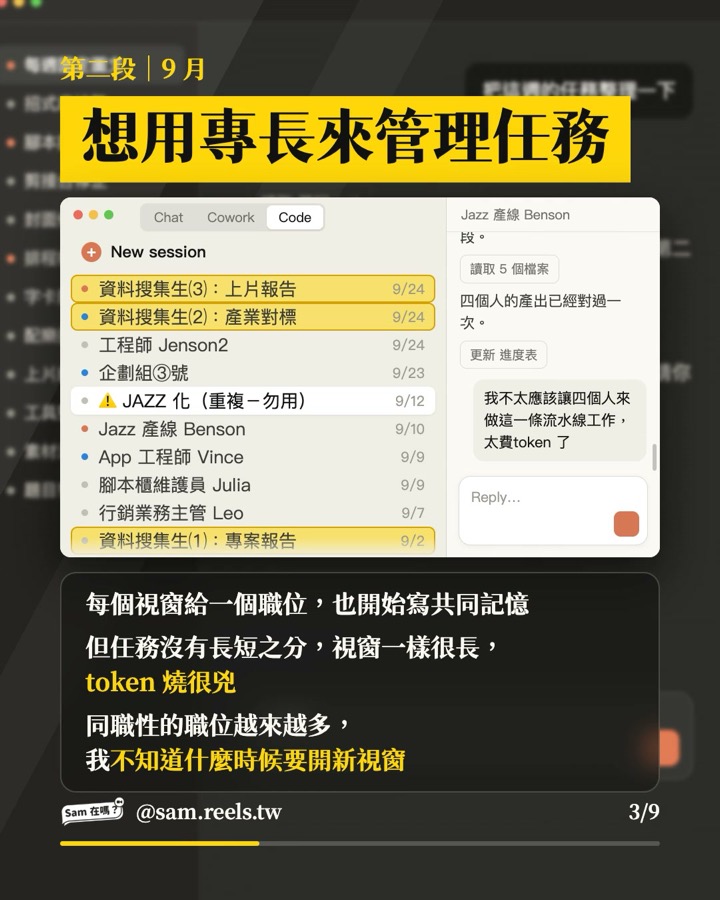 第二段｜9 月
把這週的任務整理一下
想用專長來管理任務
Chat Cowork Code
New session
資料搜集生(3)：上片報告 9/24
資料搜集生(2)：產業對標 9/24
工程師 Jenson2 9/24
企劃組③號 9/23
⚠️ JAZZ 化（重複－勿用） 9/12
Jazz 產線 Benson 9/10
App 工程師 Vince 9/9
腳本櫃維護員 Julia 9/9
行銷業務主管 Leo 9/7
資料搜集生(1)：專案報告 9/2
Jazz 產線 Benson
段。
讀取 5 個檔案
四個人的產出已經對過一
次。
更新 進度表
我不太應該讓四個人來
做這一條流水線工作，
太費token 了
Reply...
每個視窗給一個職位，也開始寫共同記憶
但任務沒有長短之分，視窗一樣很長，
token 燒很兇
同職性的職位越來越多，
我不知道什麼時候要開新視窗
Sam 在嗎？
@sam.reels.tw
3/9